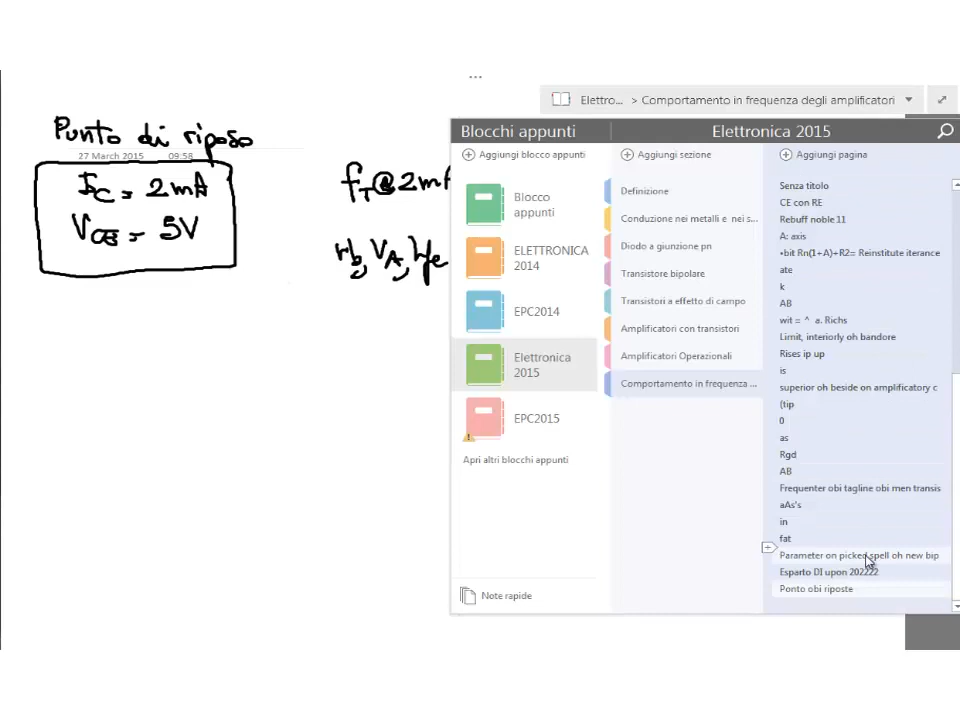 ...
Elettro... > Comportamento in frequenza degli amplificatori
Punto di riposo
27 March 2015 09:58
IC = 2mA
VCB = 5V
fT@2mA
rb, VA, hfe
Blocchi appunti
Elettronica 2015
Aggiungi blocco appunti
Aggiungi sezione
Aggiungi pagina
Blocco appunti
ELETTRONICA 2014
EPC2014
Elettronica 2015
EPC2015
Apri altri blocchi appunti
Note rapide
Definizione
Conduzione nei metalli e nei s...
Diodo a giunzione pn
Transistore bipolare
Transistori a effetto di campo
Amplificatori con transistori
Amplificatori Operazionali
Comportamento in frequenza ...
Senza titolo
CE con RE
Rebuff noble 11
A: axis
•bit Rn(1+A)+R2= Reinstitute iterance
ate
k
AB
wit = ^ a. Richs
Limit, interiorly oh bandore
Rises ip up
is
superior oh beside on amplificatory c
(tip
0
as
Rgd
AB
Frequenter obi tagline obi men transis
aAs's
in
fat
Parameter on picked spell oh new bip
Esparto DI upon 202222
Ponto obi riposte